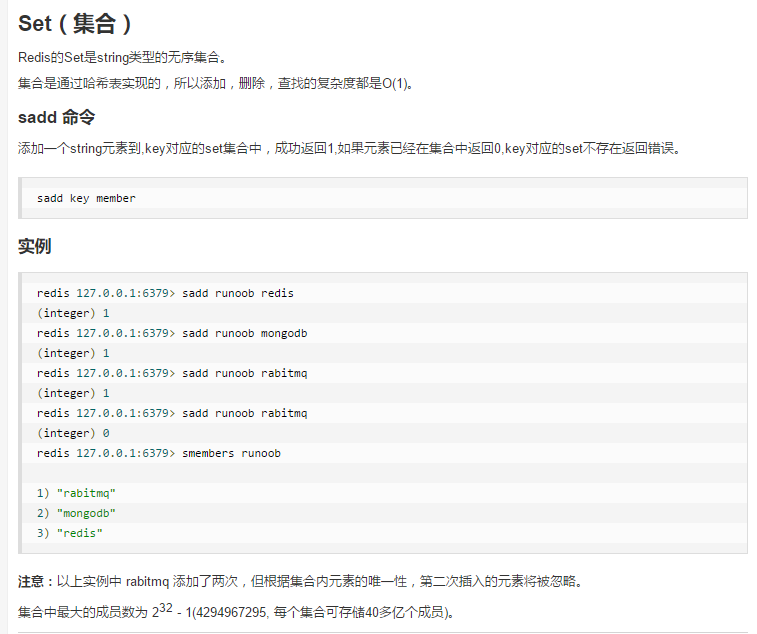 Set（集合）
Redis的Set是string类型的无序集合。
集合是通过哈希表实现的，所以添加，删除，查找的复杂度都是O(1)。
sadd 命令
添加一个string元素到,key对应的set集合中，成功返回1,如果元素已经在集合中返回0,key对应的set不存在返回错误。
sadd key member
实例
redis 127.0.0.1:6379> sadd runoob redis
(integer) 1
redis 127.0.0.1:6379> sadd runoob mongodb
(integer) 1
redis 127.0.0.1:6379> sadd runoob rabitmq
(integer) 1
redis 127.0.0.1:6379> sadd runoob rabitmq
(integer) 0
redis 127.0.0.1:6379> smembers runoob
1) "rabitmq"
2) "mongodb"
3) "redis"
注意：以上实例中 rabitmq 添加了两次，但根据集合内元素的唯一性，第二次插入的元素将被忽略。
集合中最大的成员数为 2³² - 1(4294967295, 每个集合可存储40多亿个成员)。